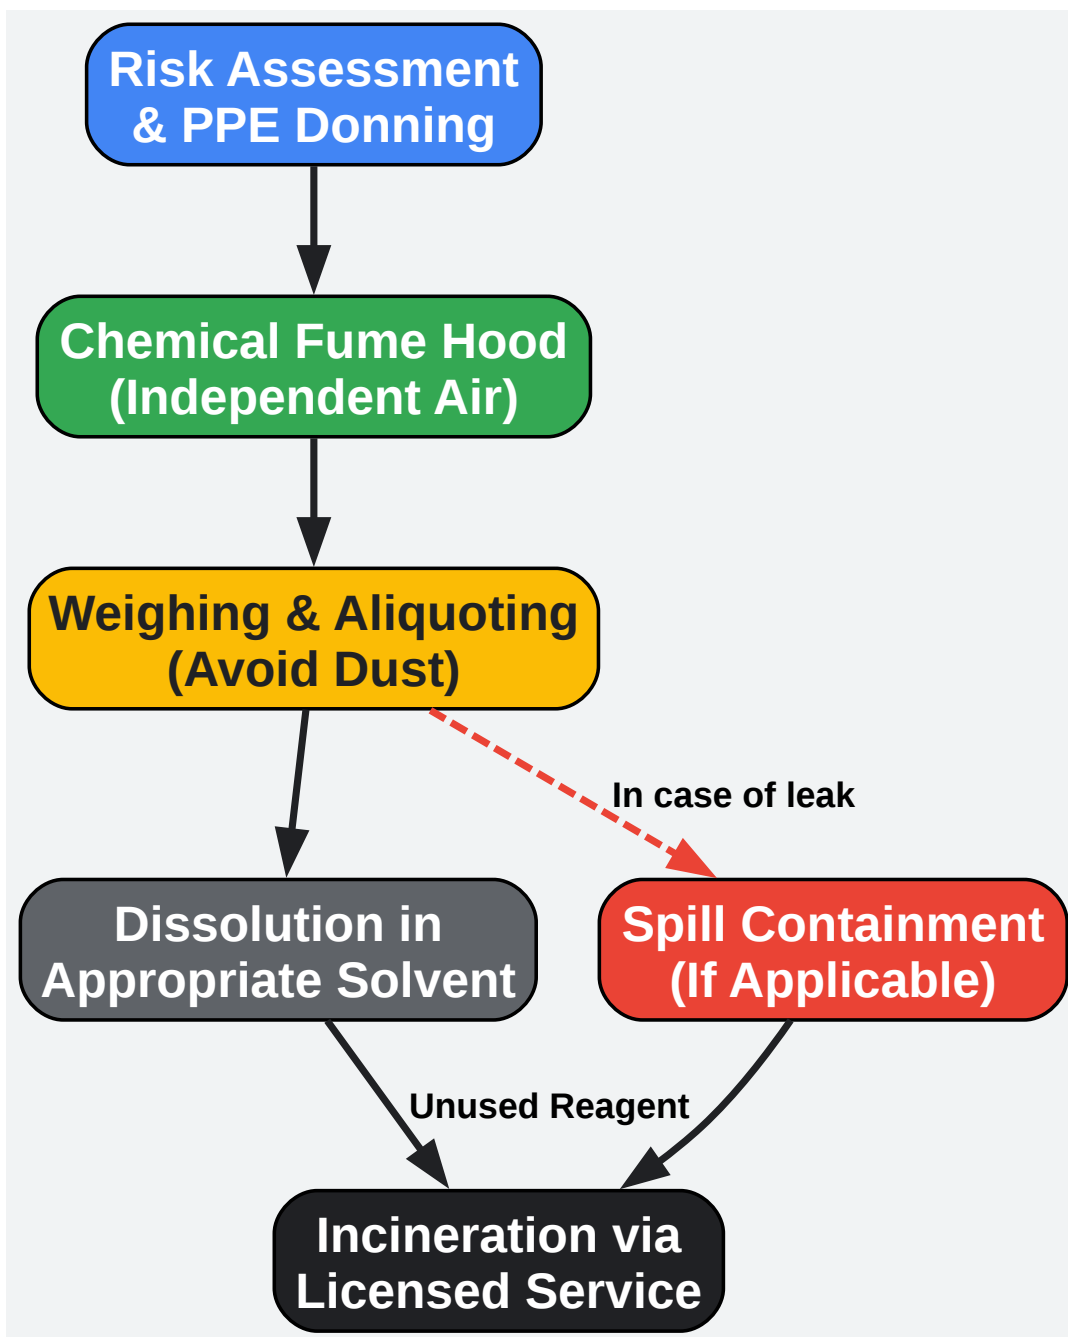 Risk Assessment
& PPE Donning
Chemical Fume Hood
(Independent Air)
Weighing & Aliquoting
(Avoid Dust)
In case of leak
Dissolution in
Appropriate Solvent
Spill Containment
(If Applicable)
Unused Reagent
Incineration via
Licensed Service